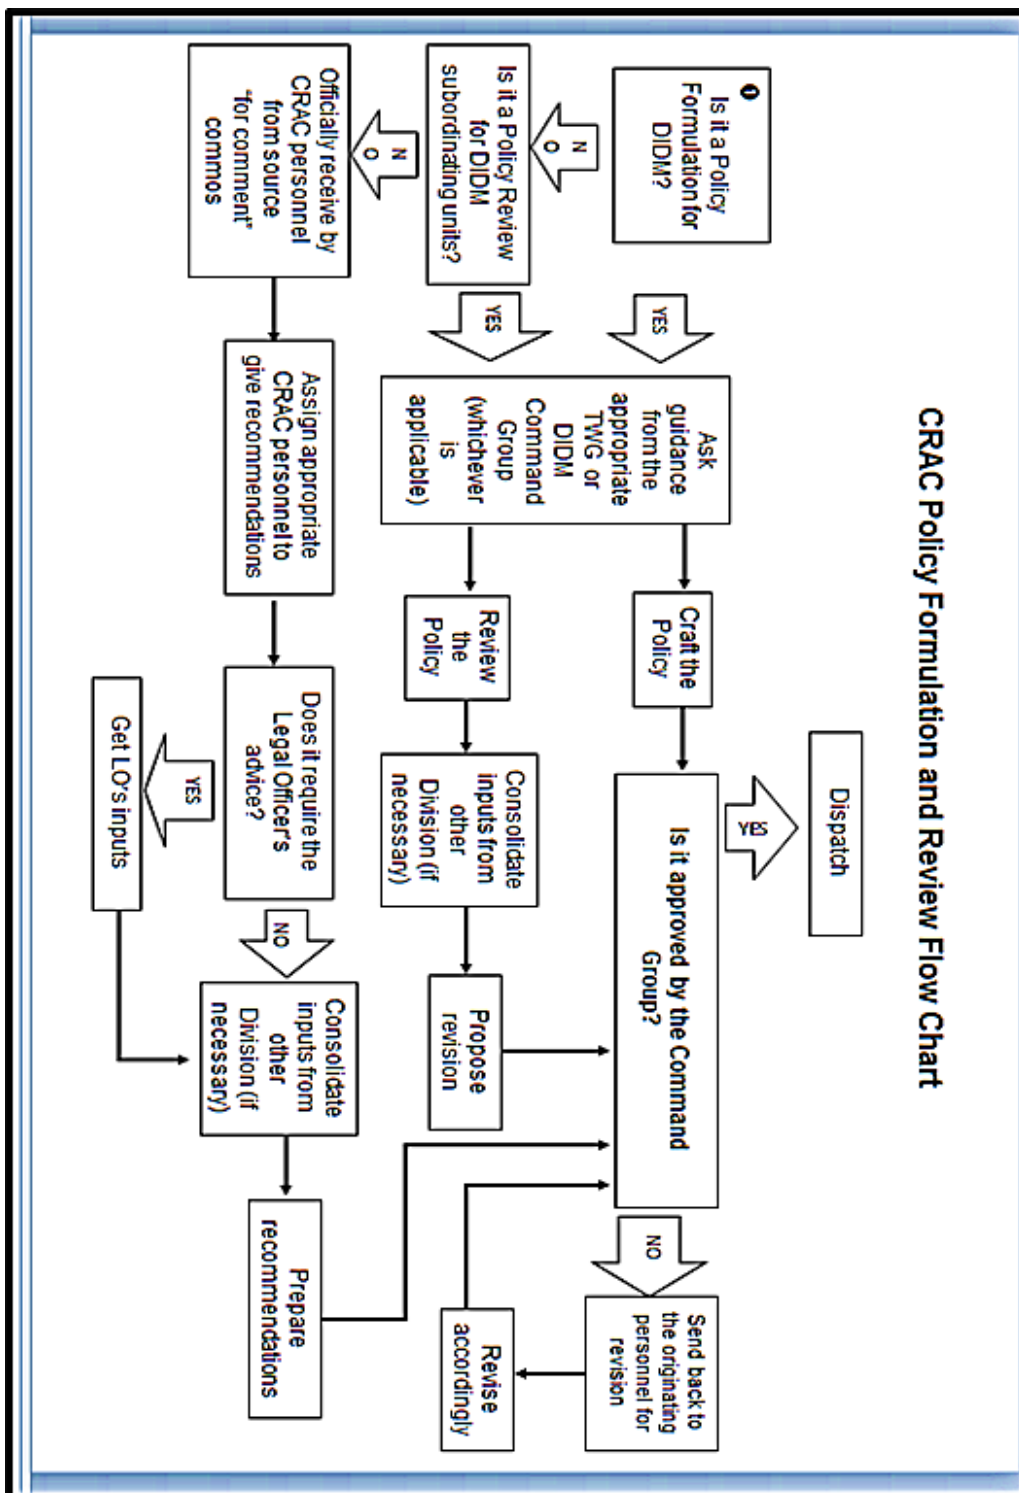 CRAC Policy Formulation and Review Flow Chart
Dispatch
YES
❶ Is it a Policy
Formulation for
DIDM?
YES
Ask
guidance
from the
appropriate
TWG or
DIDM
Command
Group
(whichever
is
applicable)
Craft the
Policy
Is it approved by the Command
Group?
NO
Send back to
the originating
personnel for
revision
N
O
Is it a Policy Review
for DIDM
subordinating units?
YES
Review
the
Policy
Consolidate
inputs from
other
Division (if
necessary)
Propose
revision
Revise
accordingly
N
O
Officially receive by
CRAC personnel
from source
"for comment"
commos
Assign appropriate
CRAC personnel to
give recommendations
Does it require the
Legal Officer's
advice?
NO
Consolidate
inputs from
other
Division (if
necessary)
Prepare
recommendations
YES
Get LO's inputs